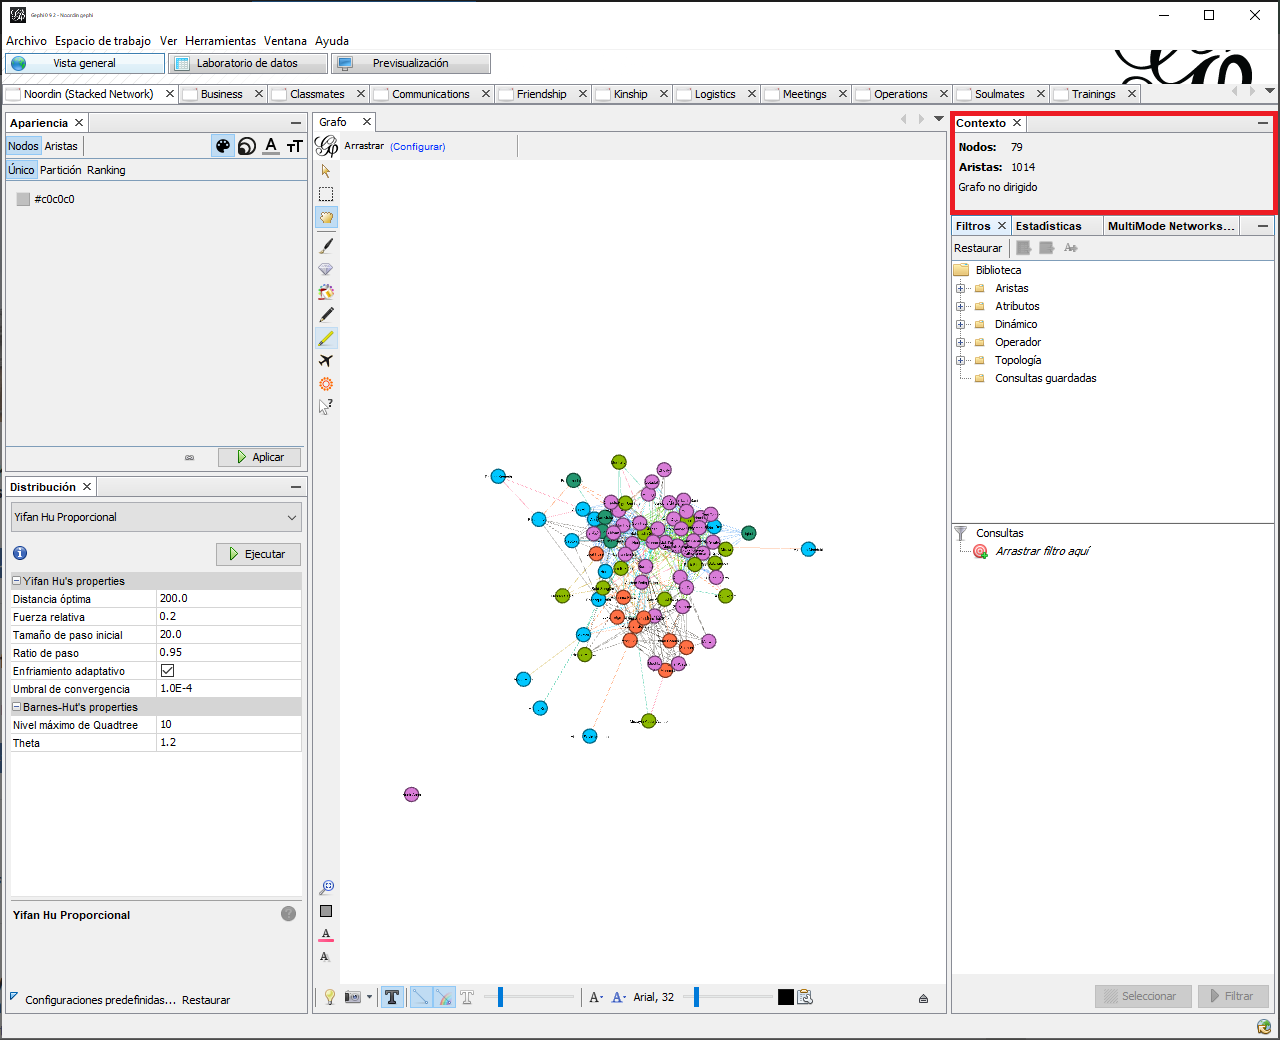 Gephi 0.9.2 - Noordin.gephi
Archivo Espacio de trabajo Ver Herramientas Ventana Ayuda
Vista general Laboratorio de datos Previsualización
Noordin (Stacked Network) Business Classmates Communications Friendship Kinship Logistics Meetings Operations Soulmates Trainings
Apariencia
Nodos Aristas
Único Partición Ranking
#c0c0c0
Aplicar
Distribución
Yifan Hu Proporcional
Ejecutar
Yifan Hu's properties
Distancia óptima 200.0
Fuerza relativa 0.2
Tamaño de paso inicial 20.0
Ratio de paso 0.95
Enfriamiento adaptativo
Umbral de convergencia 1.0E-4
Barnes-Hut's properties
Nivel máximo de Quadtree 10
Theta 1.2
Yifan Hu Proporcional
Configuraciones predefinidas... Restaurar
Grafo
Arrastrar (Configurar)
Arial, 32
Contexto
Nodos: 79
Aristas: 1014
Grafo no dirigido
Filtros Estadísticas MultiMode Networks...
Restaurar
Biblioteca
Aristas
Atributos
Dinámico
Operador
Topología
Consultas guardadas
Consultas
Arrastrar filtro aquí
Seleccionar Filtrar